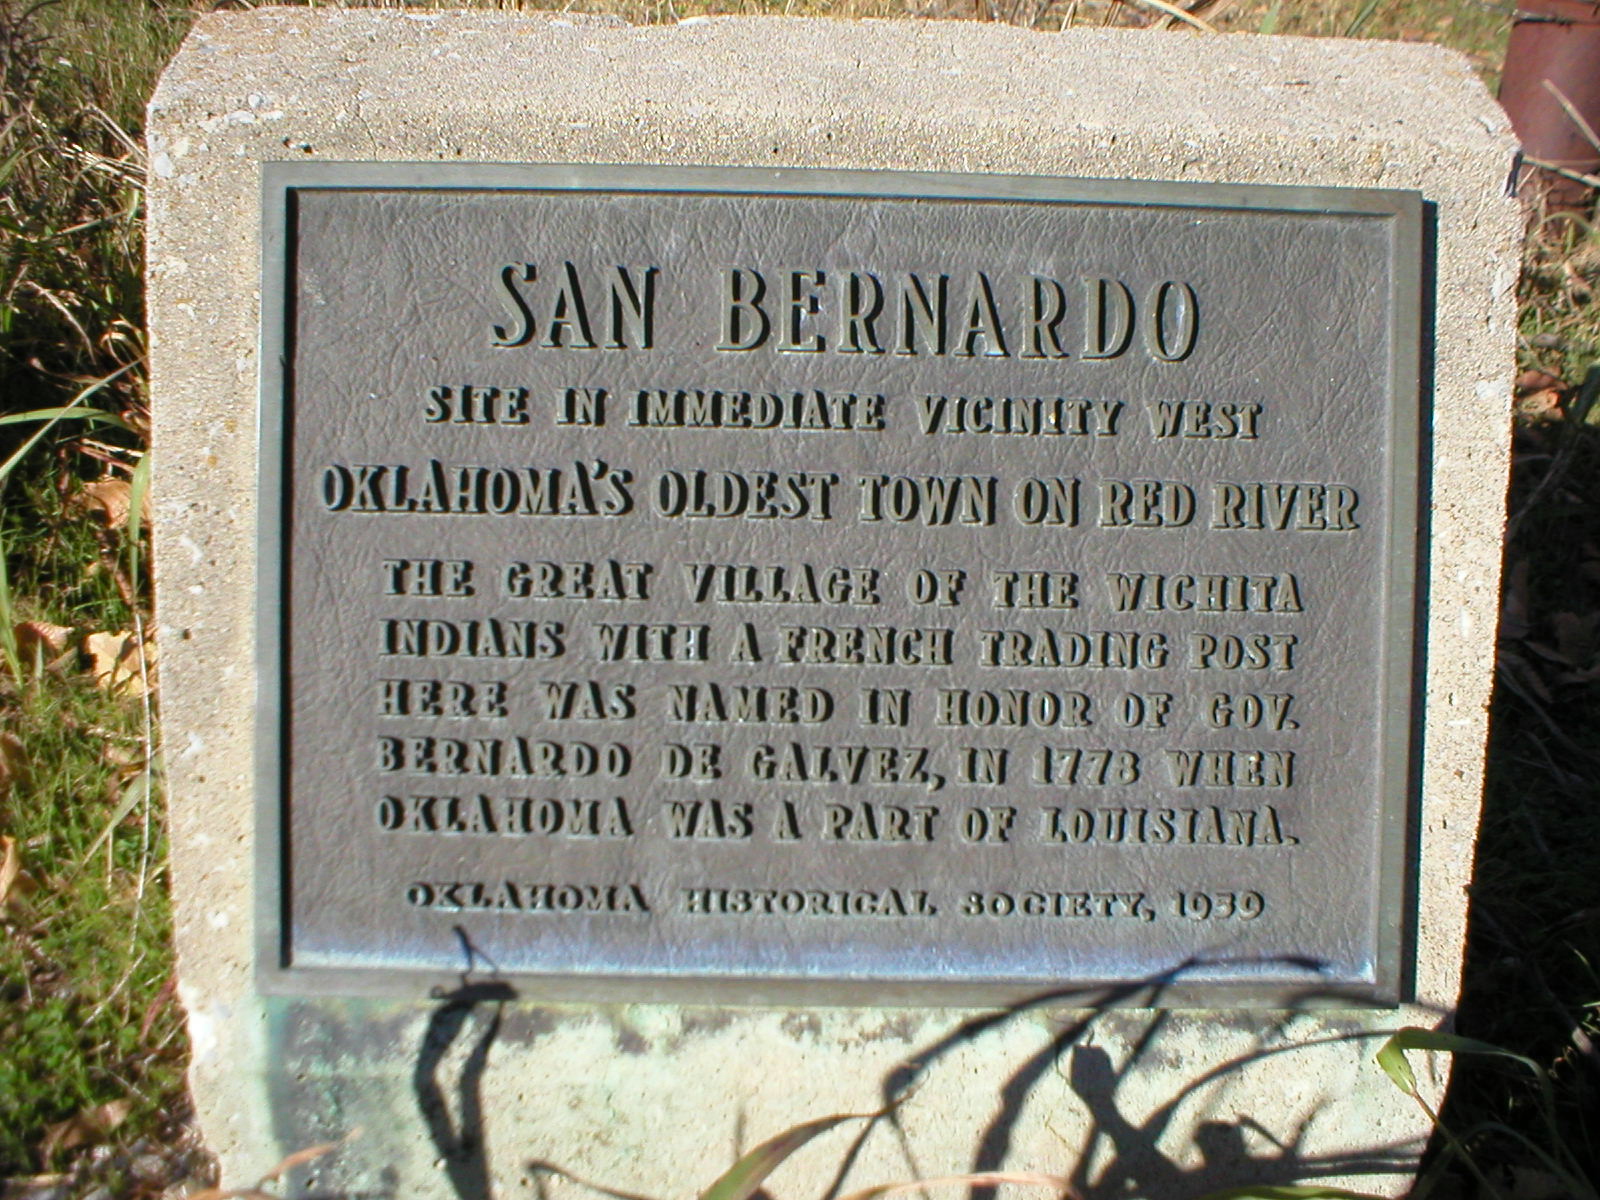 SAN BERNARDO
SITE IN IMMEDIATE VICINITY WEST
OKLAHOMA'S OLDEST TOWN ON RED RIVER
THE GREAT VILLAGE OF THE WICHITA
INDIANS WITH A FRENCH TRADING POST
HERE WAS NAMED IN HONOR OF GOV.
BERNARDO DE GALVEZ, IN 1778 WHEN
OKLAHOMA WAS A PART OF LOUISIANA.
OKLAHOMA HISTORICAL SOCIETY, 1959